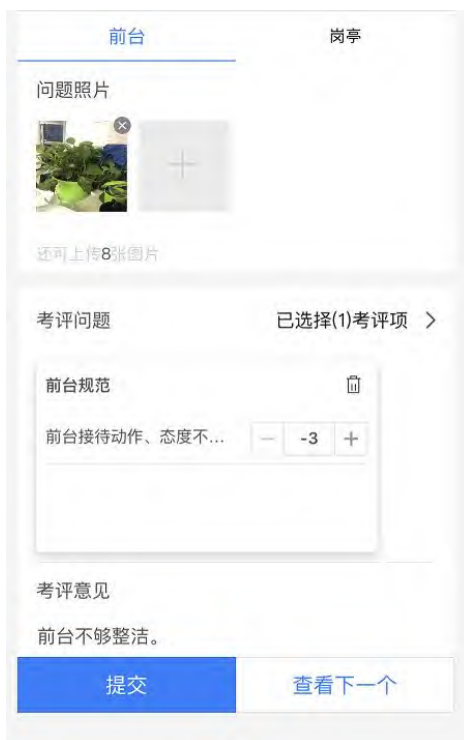 前台 岗亭
问题照片
还可上传8张图片
考评问题 已选择(1)考评项
前台规范
前台接待动作、态度不... -3
考评意见
前台不够整洁。
提交 查看下一个